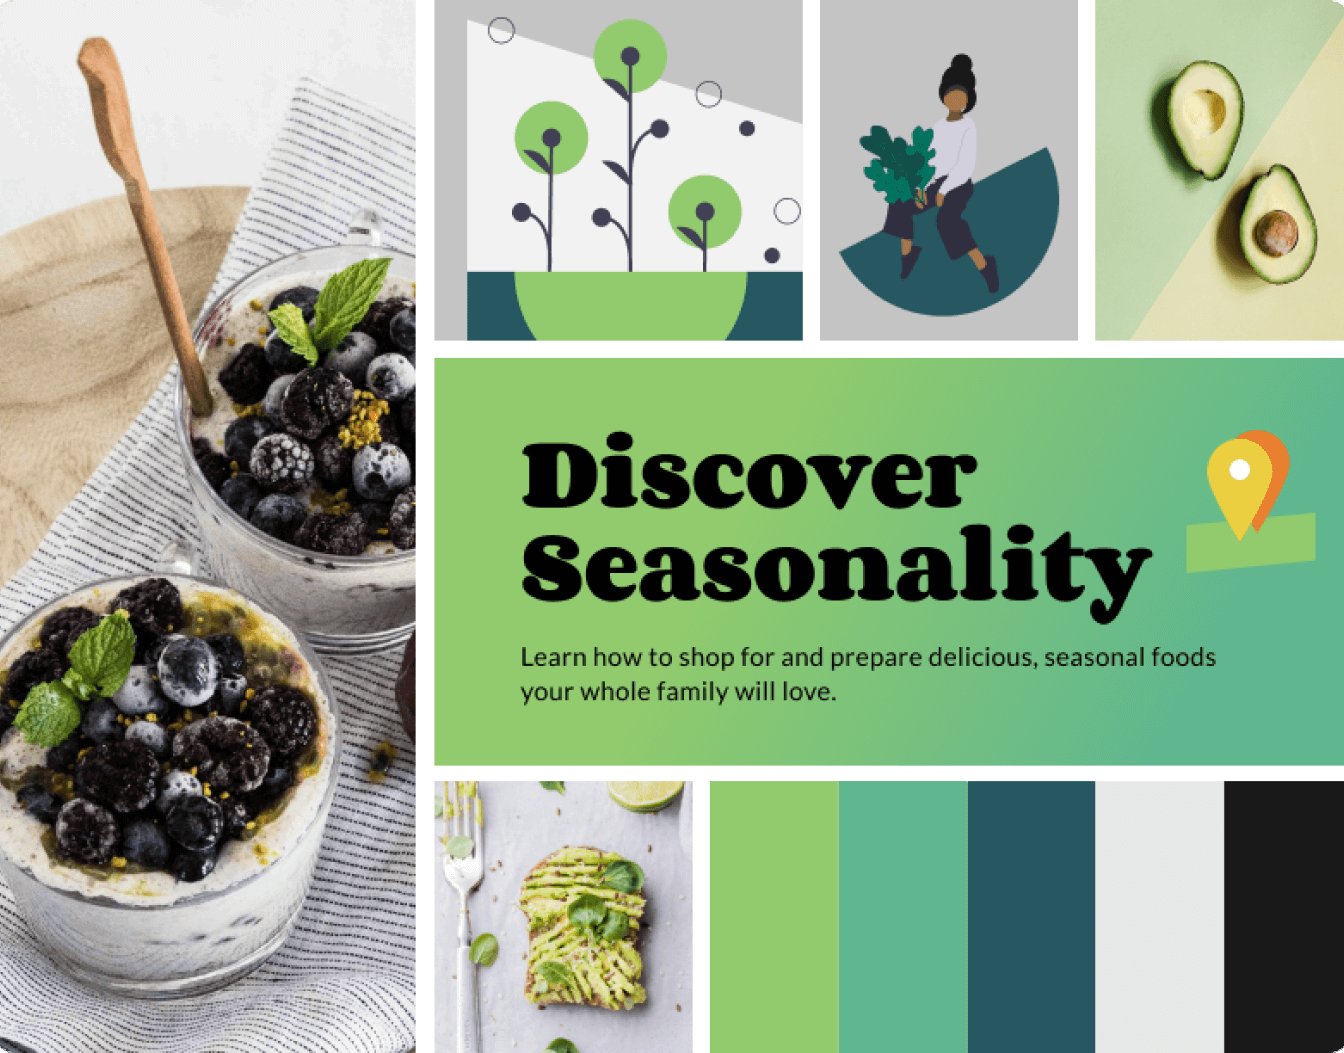 Discover
Seasonality
Learn how to shop for and prepare delicious, seasonal foods
your whole family will love.